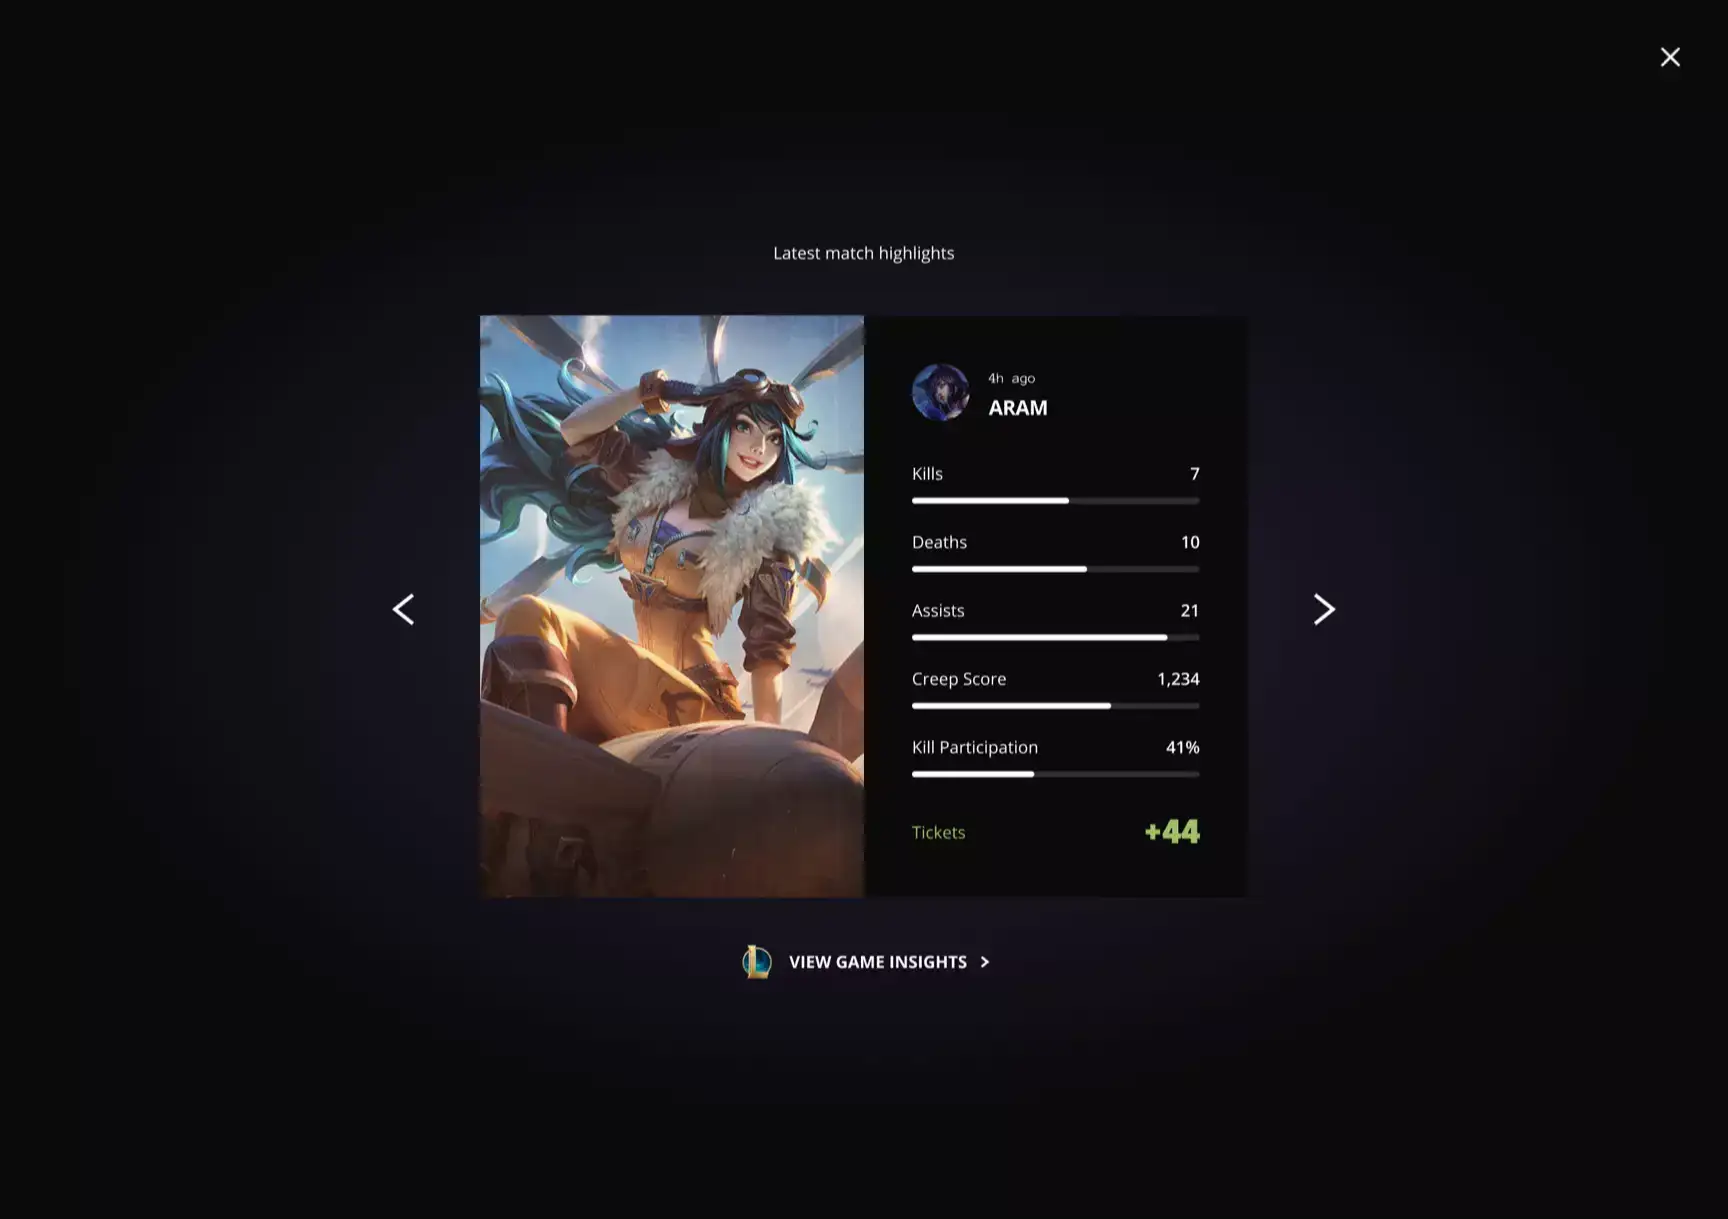 Latest match highlights
4h ago
ARAM
Kills 7
Deaths 10
Assists 21
Creep Score 1,234
Kill Participation 41%
Tickets +44
VIEW GAME INSIGHTS